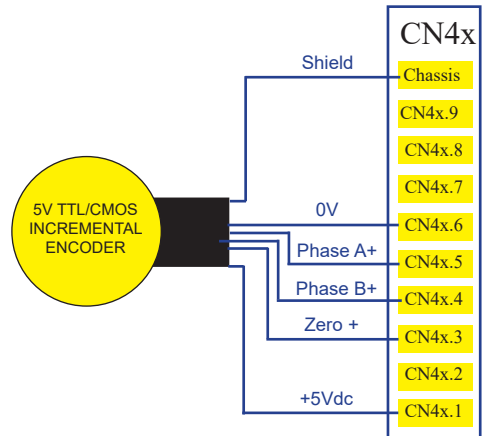 CN4x
Shield
Chassis
CN4x.9
CN4x.8
CN4x.7
0V
CN4x.6
Phase A+
CN4x.5
Phase B+
CN4x.4
Zero +
CN4x.3
CN4x.2
+5Vdc
CN4x.1
5V TTL/CMOS
INCREMENTAL
ENCODER